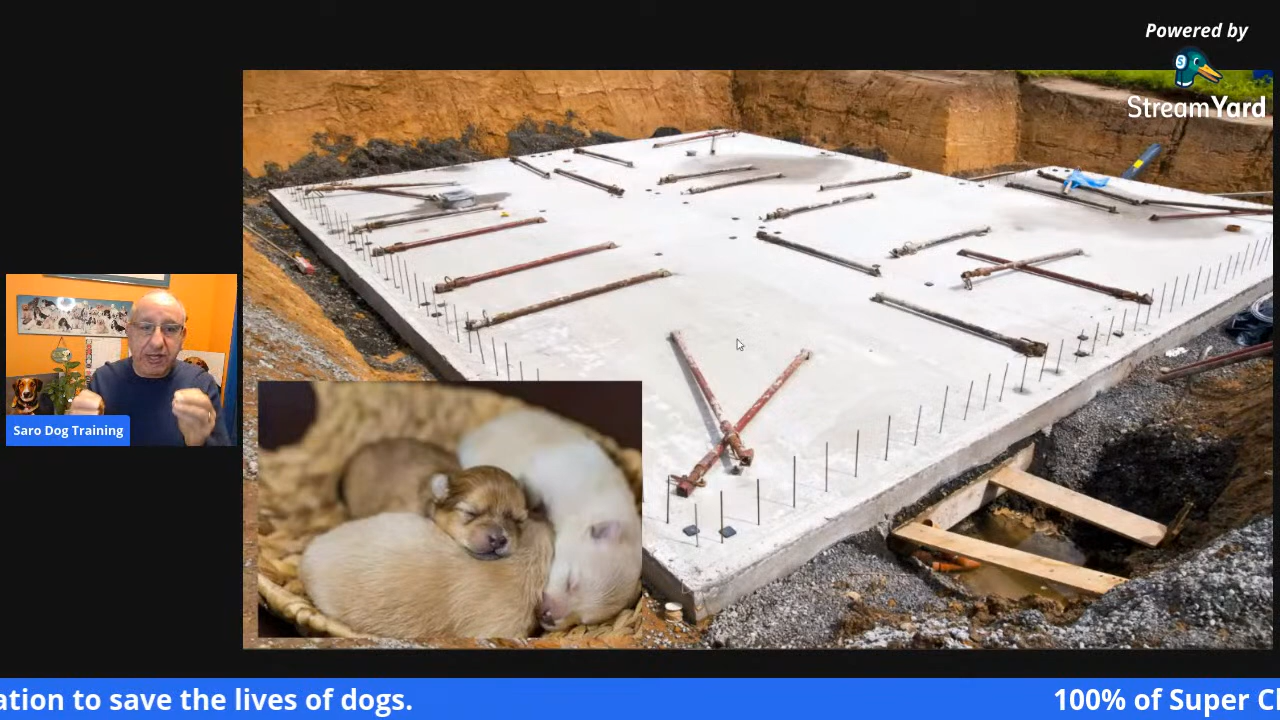 Powered by
StreamYard
Saro Dog Training
ation to save the lives of dogs.
100% of Super C